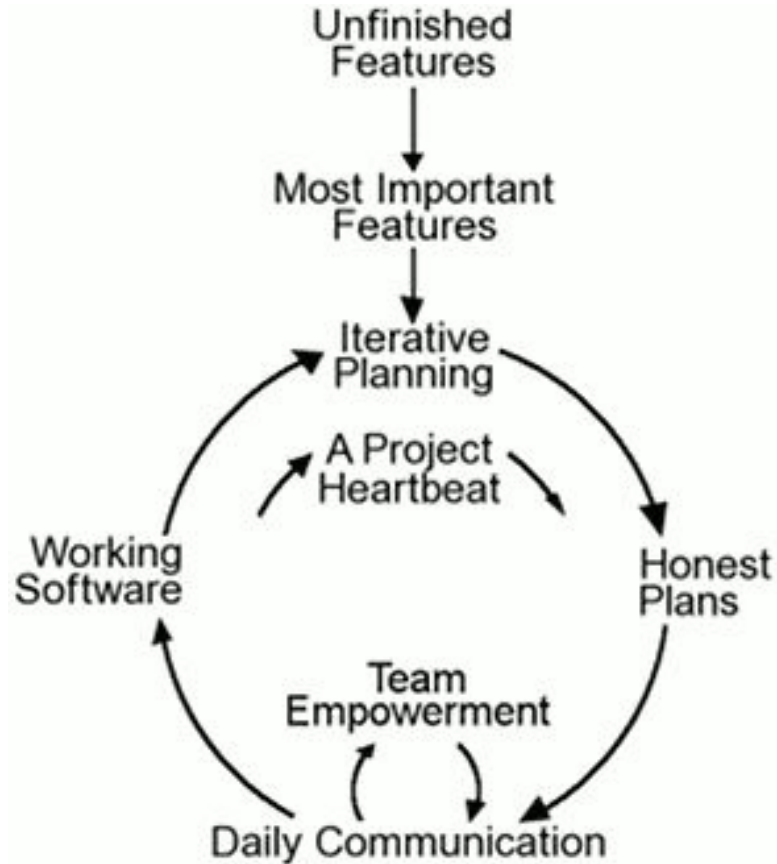 Unfinished
Features
Most Important
Features
Iterative
Planning
A Project
Heartbeat
Working
Software
Honest
Plans
Team
Empowerment
Daily Communication